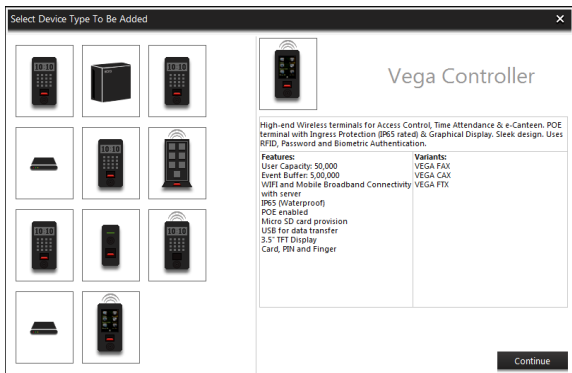 Select Device Type To Be Added
Vega Controller
High-end Wireless terminals for Access Control, Time Attendance & e-Canteen. POE
terminal with Ingress Protection (IP65 rated) & Graphical Display. Sleek design. Uses
RFID, Password and Biometric Authentication.
Features:
User Capacity: 50,000
Event Buffer: 5,00,000
WIFI and Mobile Broadband Connectivity
with server
IP65 (Waterproof)
POE enabled
Micro SD card provision
USB for data transfer
3.5" TFT Display
Card, PIN and Finger
Variants:
VEGA FAX
VEGA CAX
VEGA FTX
Continue